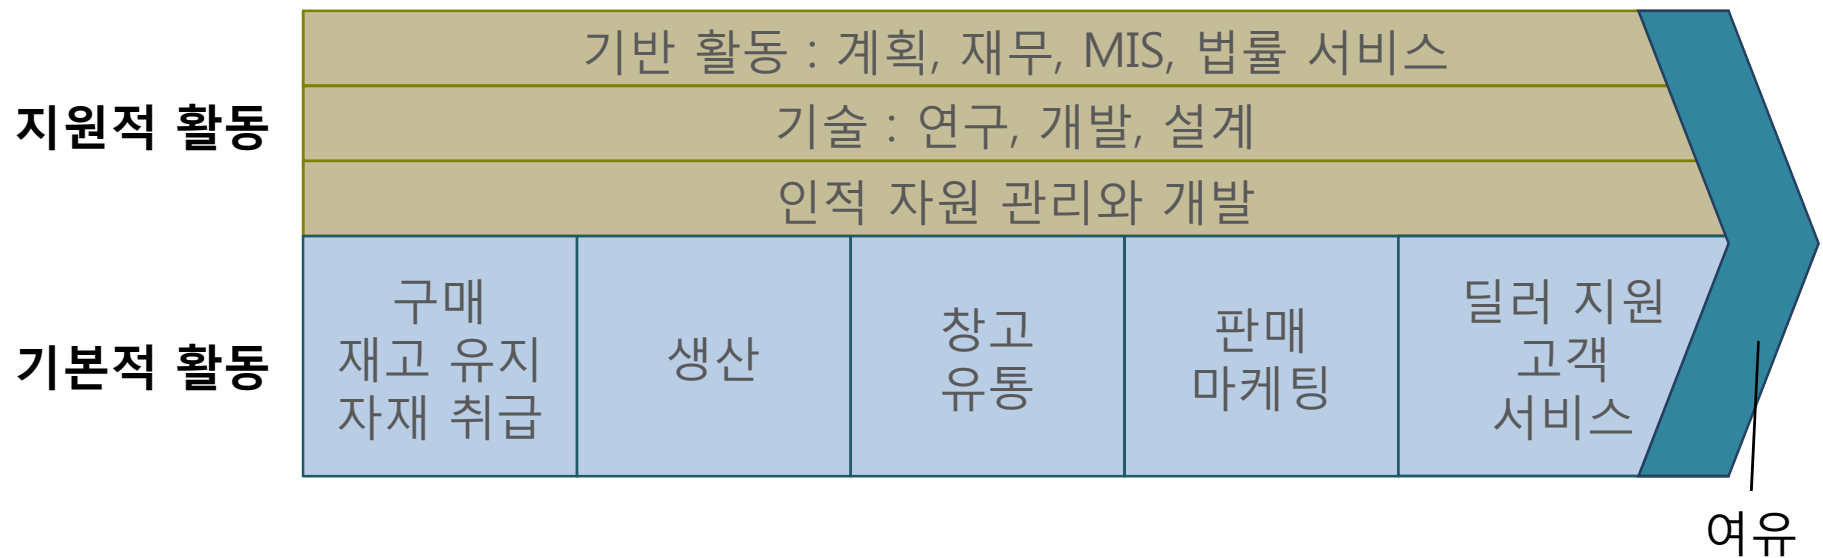 지원적 활동
기반 활동 : 계획, 재무, MIS, 법률 서비스
기술 : 연구, 개발, 설계
인적 자원 관리와 개발
기본적 활동
구매
재고 유지
자재 취급
생산
창고
유통
판매
마케팅
딜러 지원
고객
서비스
여유